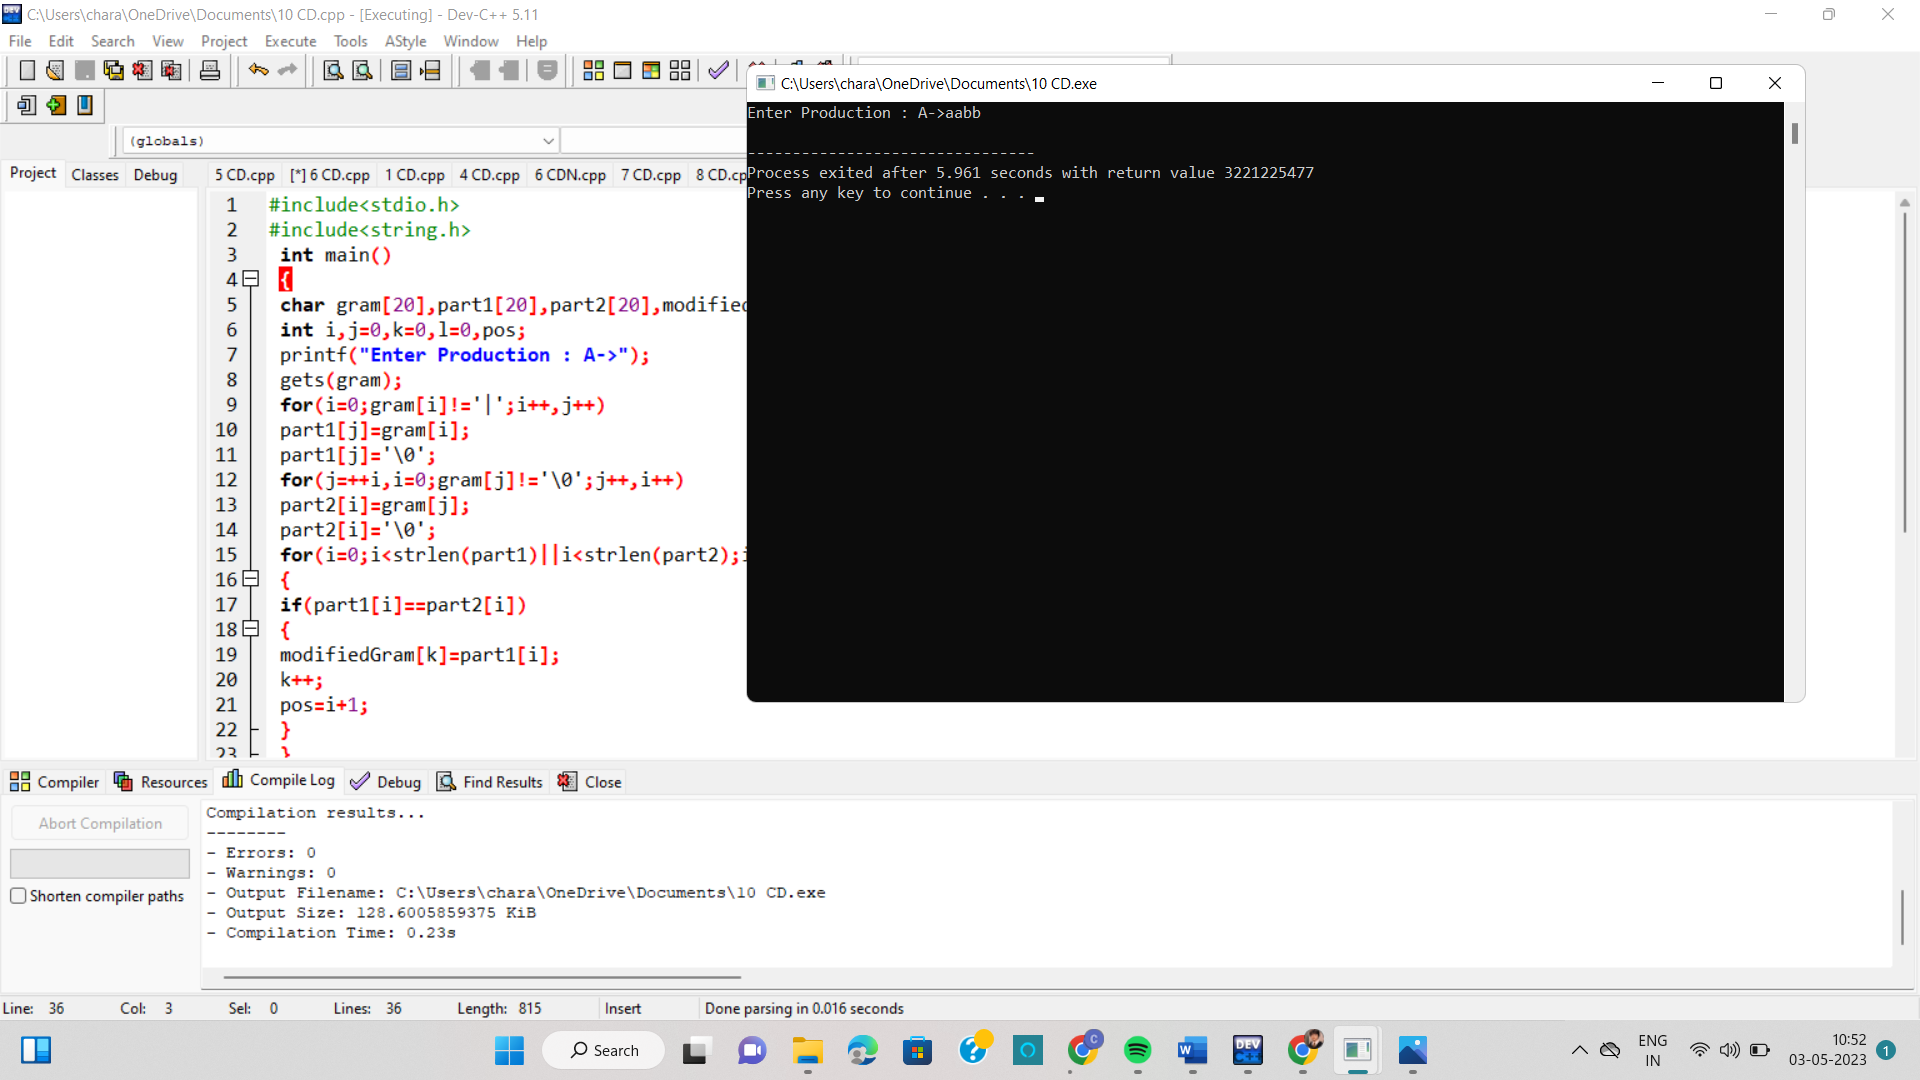 C:\Users\chara\OneDrive\Documents\10 CD.cpp - [Executing] - Dev-C++ 5.11
File Edit Search View Project Execute Tools AStyle Window Help
(globals)
Project Classes Debug
5 CD.cpp [*] 6 CD.cpp 1 CD.cpp 4 CD.cpp 6 CDN.cpp 7 CD.cpp 8 CD.cp
1 #include<stdio.h>
2 #include<string.h>
3 int main()
4 {
5 char gram[20],part1[20],part2[20],modified
6 int i,j=0,k=0,l=0,pos;
7 printf("Enter Production : A->");
8 gets(gram);
9 for(i=0;gram[i]!='|';i++,j++)
10 part1[j]=gram[i];
11 part1[j]='\0';
12 for(j=++i,i=0;gram[j]!='\0';j++,i++)
13 part2[i]=gram[j];
14 part2[i]='\0';
15 for(i=0;i<strlen(part1)||i<strlen(part2);i
16 {
17 if(part1[i]==part2[i])
18 {
19 modifiedGram[k]=part1[i];
20 k++;
21 pos=i+1;
22 }
23 }
C:\Users\chara\OneDrive\Documents\10 CD.exe
Enter Production : A->aabb
--------------------------------
Process exited after 5.961 seconds with return value 3221225477
Press any key to continue . . .
Compiler Resources Compile Log Debug Find Results Close
Abort Compilation
Shorten compiler paths
Compilation results...
--------
- Errors: 0
- Warnings: 0
- Output Filename: C:\Users\chara\OneDrive\Documents\10 CD.exe
- Output Size: 128.6005859375 KiB
- Compilation Time: 0.23s
Line: 36 Col: 3 Sel: 0 Lines: 36 Length: 815 Insert Done parsing in 0.016 seconds
Search
ENG
IN
10:52
03-05-2023
1